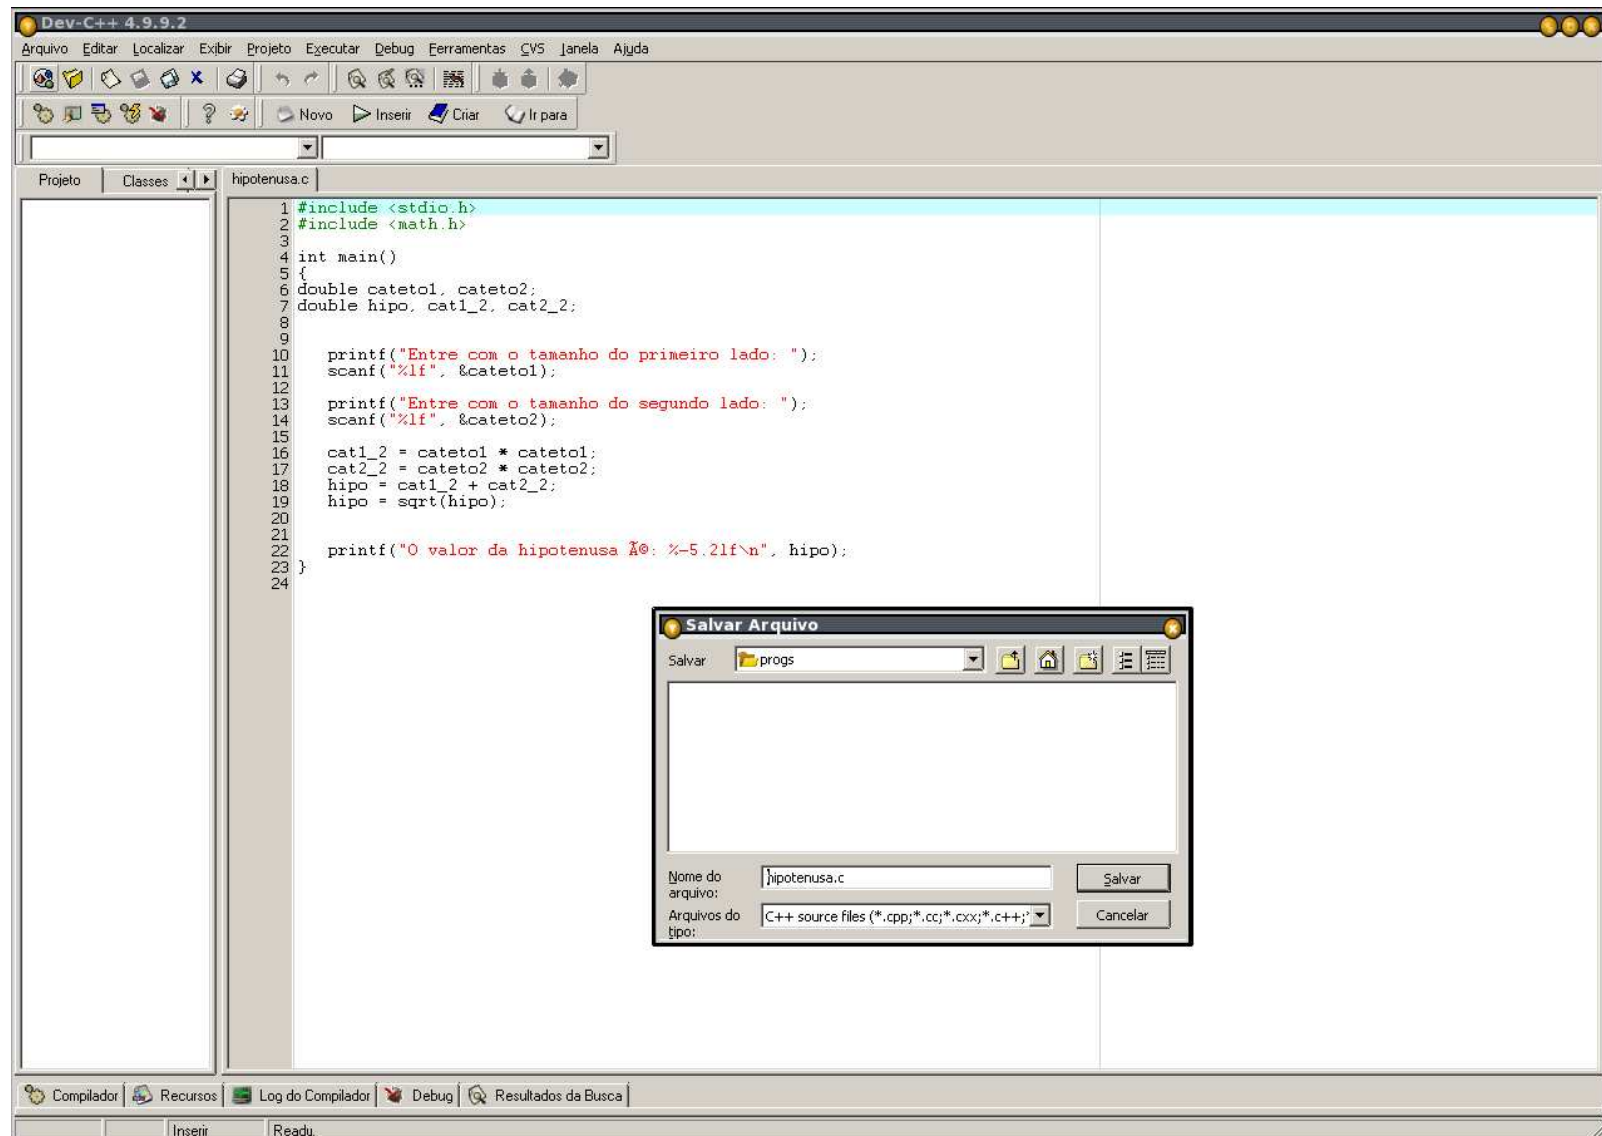 Dev-C++ 4.9.9.2
Arquivo Editar Localizar Exibir Projeto Executar Debug Ferramentas CVS Janela Ajuda
Novo Inserir Criar Ir para
Projeto Classes hipotenusa.c
1 #include <stdio.h>
2 #include <math.h>
3
4 int main()
5 {
6 double cateto1, cateto2;
7 double hipo, cat1_2, cat2_2;
8
9
10 printf("Entre com o tamanho do primeiro lado: ");
11 scanf("%lf", &cateto1);
12
13 printf("Entre com o tamanho do segundo lado: ");
14 scanf("%lf", &cateto2);
15
16 cat1_2 = cateto1 * cateto1;
17 cat2_2 = cateto2 * cateto2;
18 hipo = cat1_2 + cat2_2;
19 hipo = sqrt(hipo);
20
21
22 printf("O valor da hipotenusa Ã©: %-5.2lf\n", hipo);
23 }
24
Salvar Arquivo
Salvar progs
Nome do arquivo: hipotenusa.c Salvar
Arquivos do tipo: C++ source files (*.cpp;*.cc;*.cxx;*.c++;* Cancelar
Compilador Recursos Log do Compilador Debug Resultados da Busca
Inserir Ready.